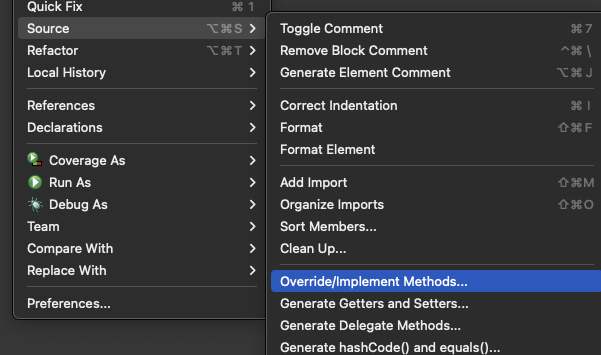 Quick Fix ⌘ 1
Source ⌥⌘S >
Refactor ⌥⌘T >
Local History >
References >
Declarations >
Coverage As >
Run As >
Debug As >
Team >
Compare With >
Replace With >
Preferences...
Toggle Comment ⌘ 7
Remove Block Comment ^⌘ \
Generate Element Comment ⌥⌘ J
Correct Indentation ⌘ I
Format ⇧⌘ F
Format Element
Add Import ⇧⌘M
Organize Imports ⇧⌘O
Sort Members...
Clean Up...
Override/Implement Methods...
Generate Getters and Setters...
Generate Delegate Methods...
Generate hashCode() and equals()...